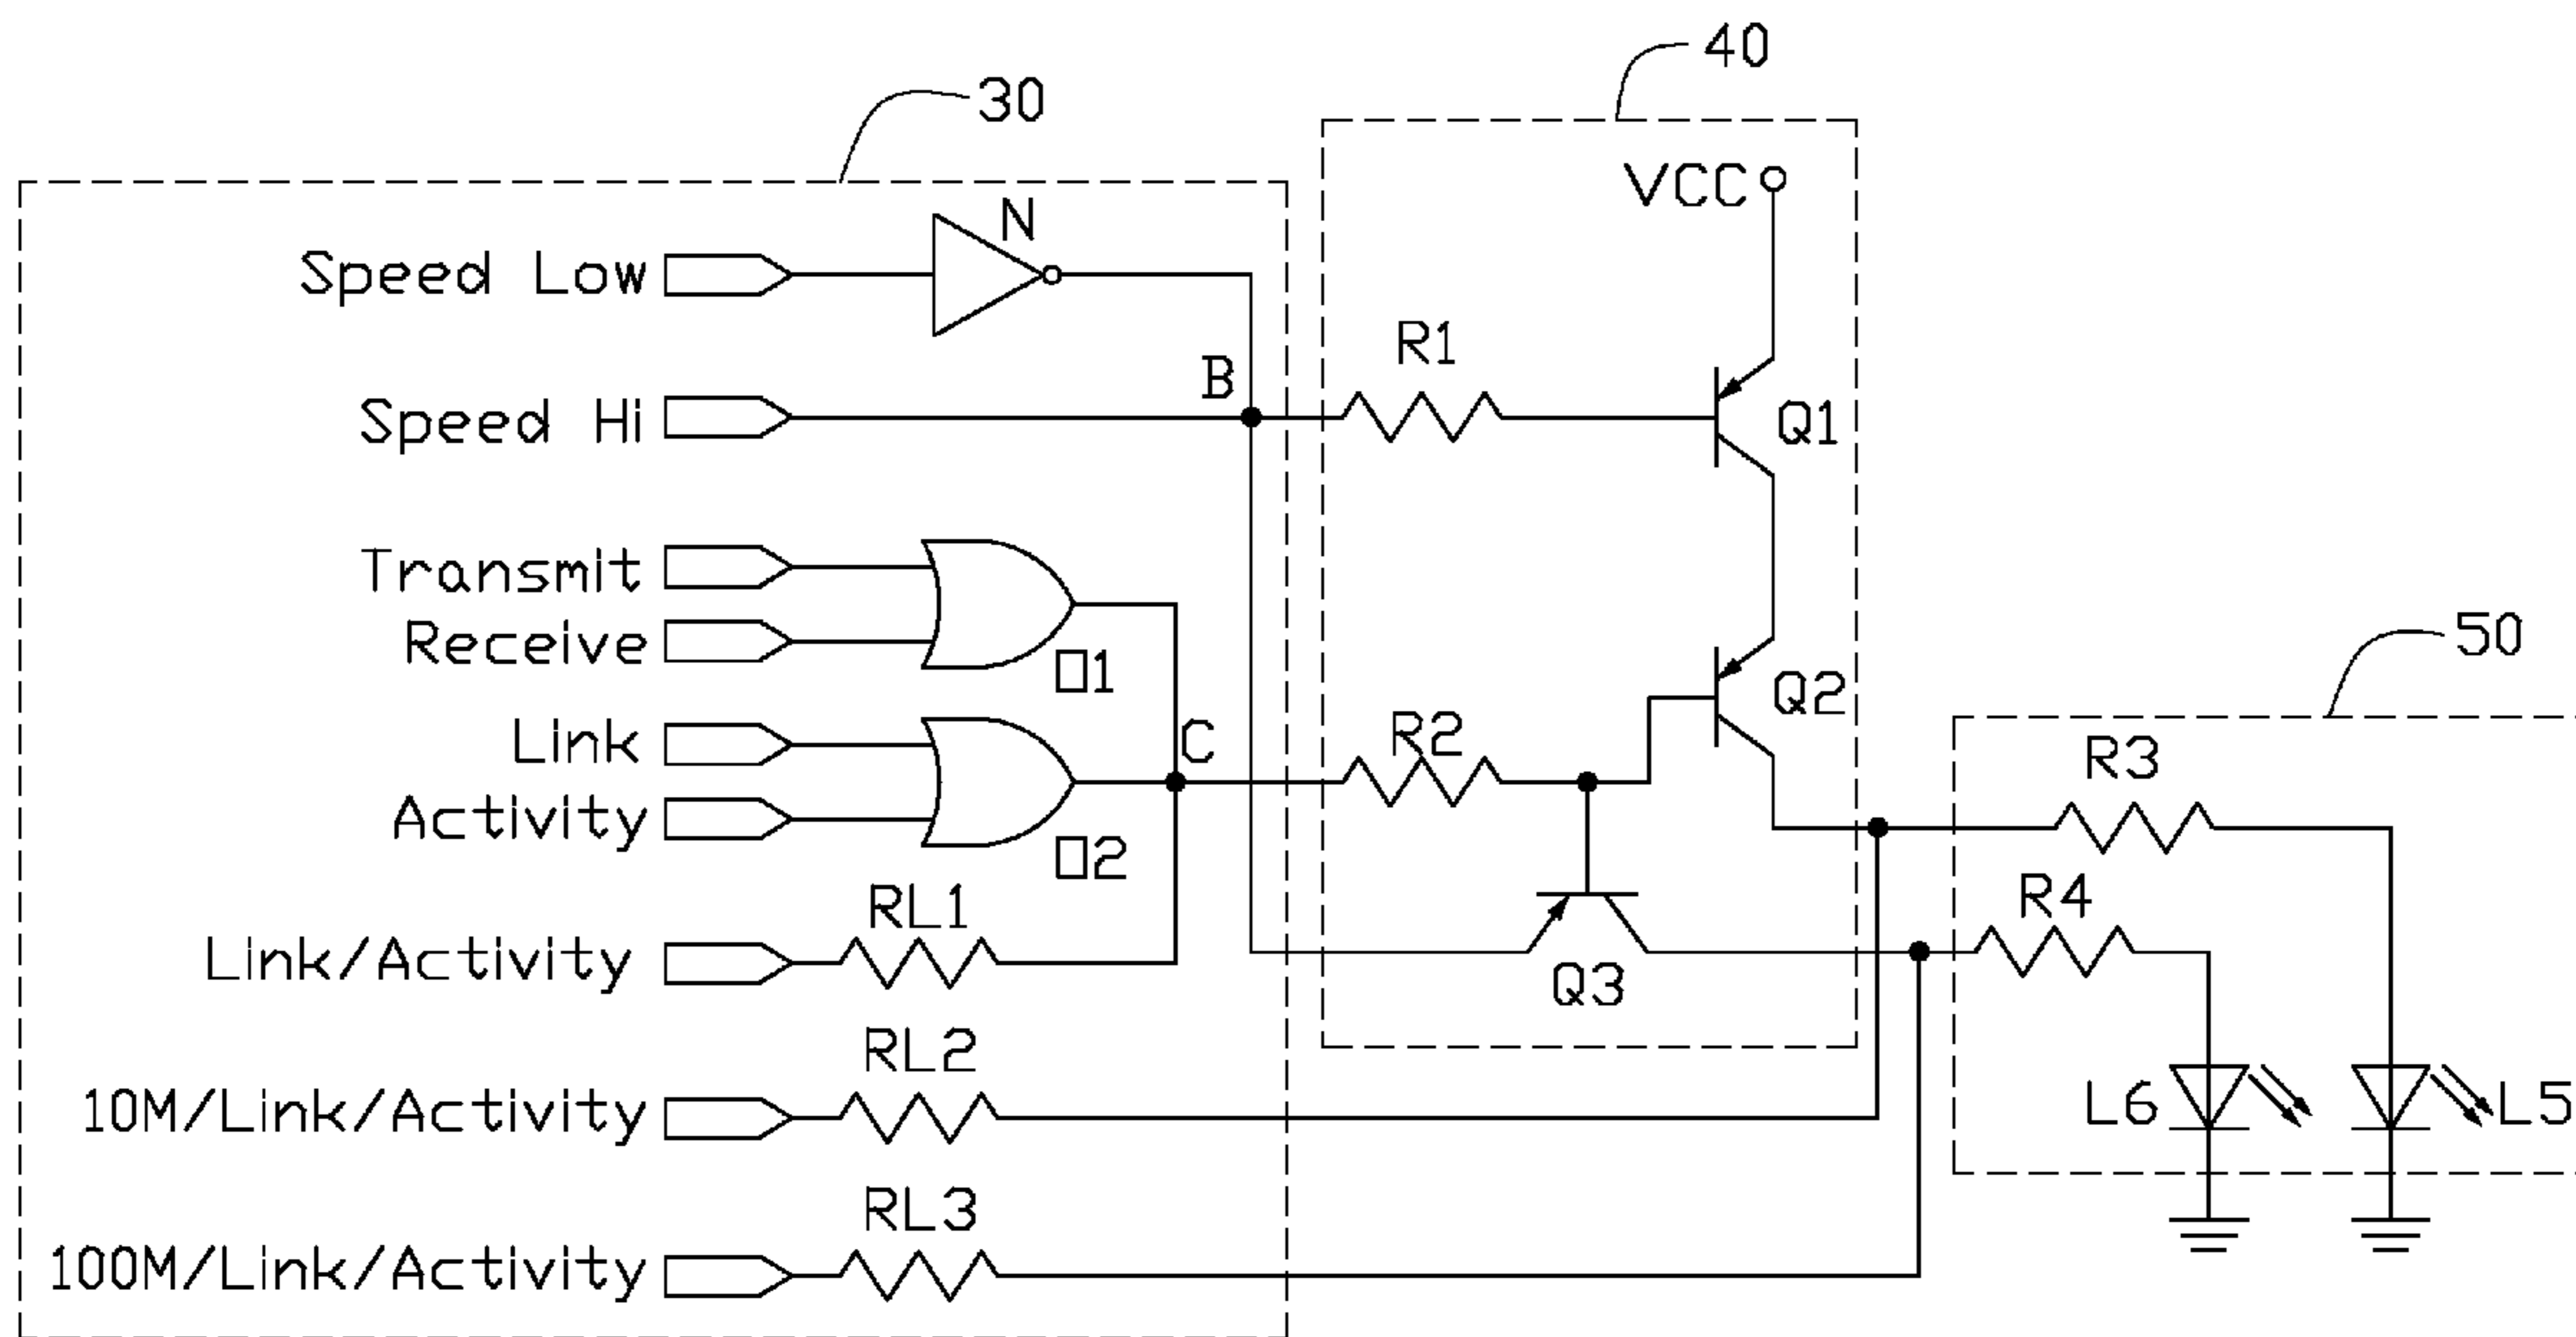 40
30
VCC
N
Speed Low
R1
B
Speed Hi
Q1
Transmit
Receive
O1
50
Q2
Link
C
R2
R3
Activity
O2
RL1
R4
Link/Activity
Q3
RL2
10M/Link/Activity
L6
L5
RL3
100M/Link/Activity